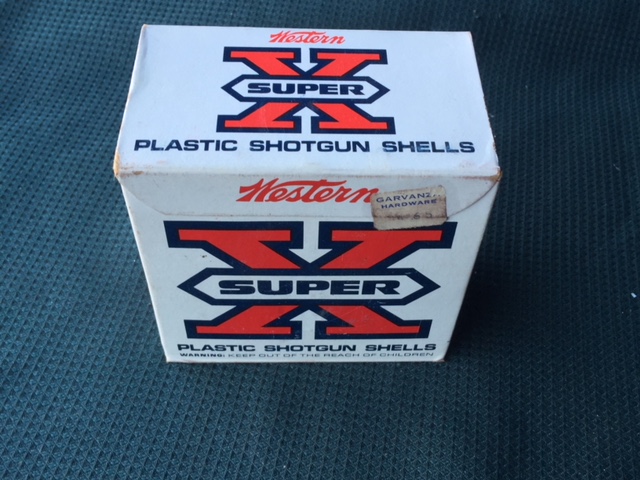 Western
X
SUPER
PLASTIC SHOTGUN SHELLS
Western
GARVANZA
HARDWARE
X
SUPER
PLASTIC SHOTGUN SHELLS
WARNING: KEEP OUT OF THE REACH OF CHILDREN